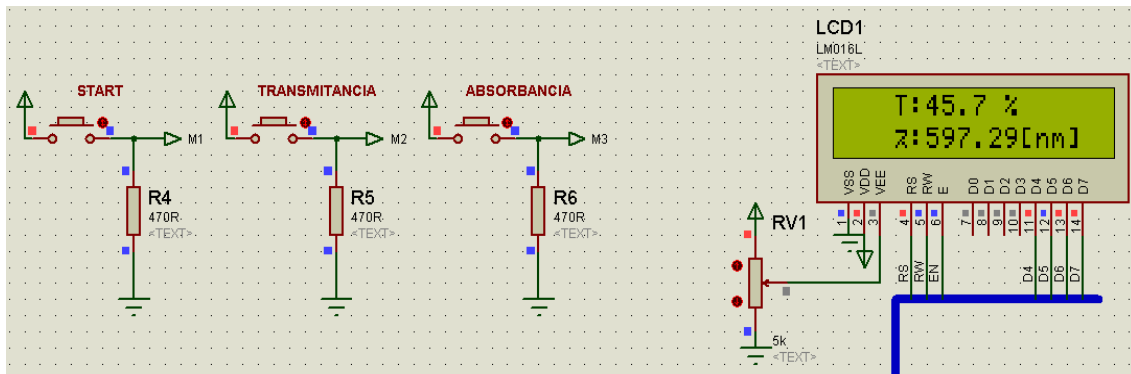 LCD1
LM016L
<TEXT>
START
TRANSMITANCIA
ABSORBANCIA
T:45.7 %
ƛ:597.29[nm]
M1
M2
M3
R4
470R
<TEXT>
R5
470R
<TEXT>
R6
470R
<TEXT>
VSS
VDD
VEE
RS
RW
E
D0
D1
D2
D3
D4
D5
D6
D7
1
2
3
4
5
6
7
8
9
10
11
12
13
14
RV1
RS
RW
EN
D4
D5
D6
D7
5k
<TEXT>